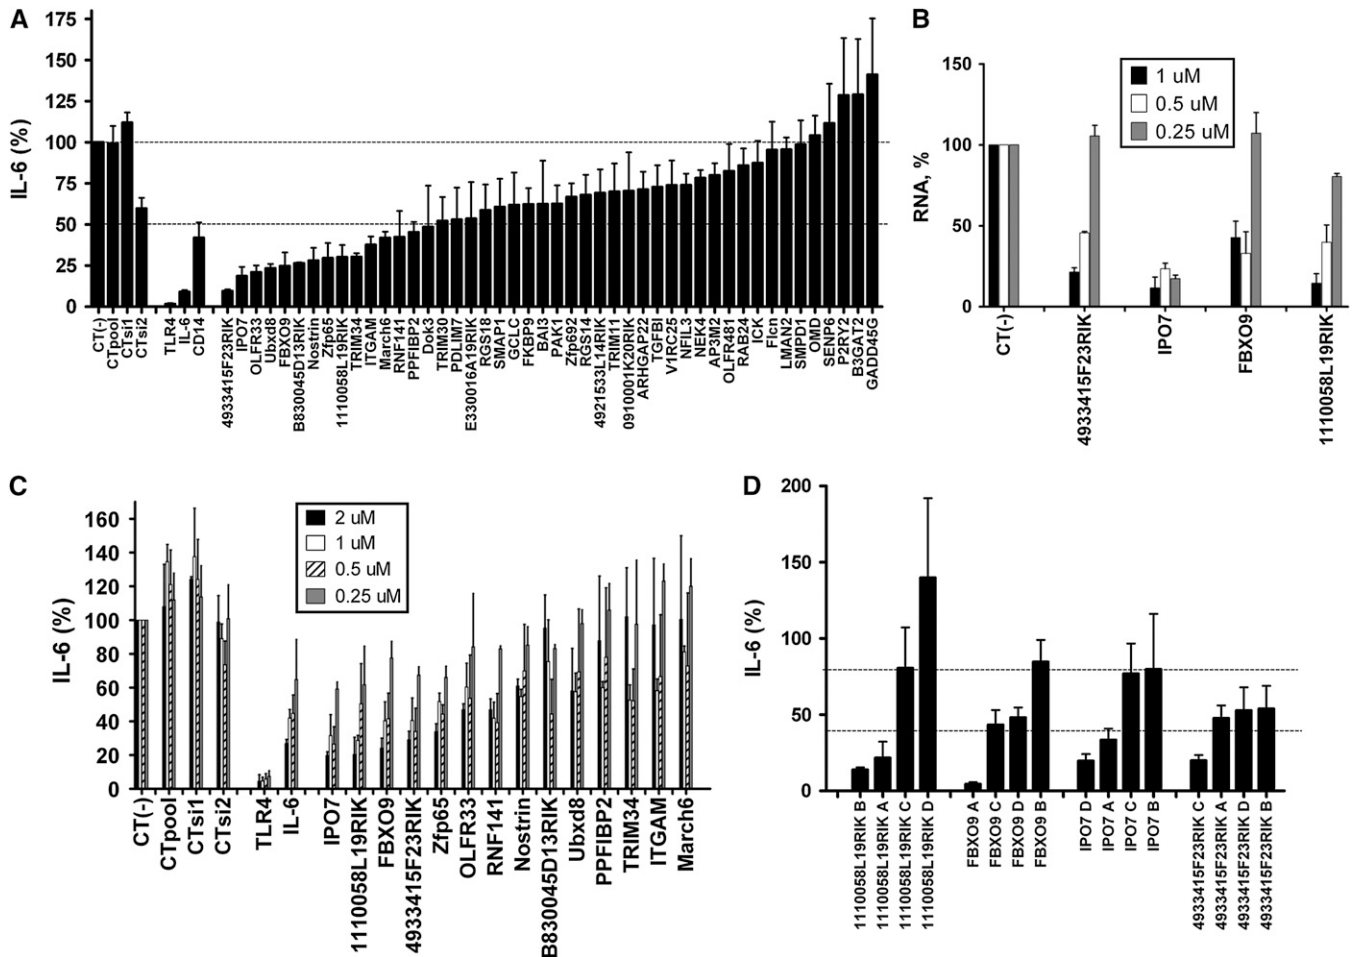 A
IL-6 (%)
175
150
125
100
75
50
25
0
CT(-)
CTpool
CTsi1
CTsi2
TLR4
IL-6
CD14
4933415F23RIK
IPO7
OLFR33
Ubxd8
FBXO9
B830045D13RIK
Nostrin
Zfp65
1110058L19RIK
TRIM34
ITGAM
March6
RNF141
PPFIBP2
Dok3
TRIM30
PDLIM7
E330016A19RIK
RGS18
SMAP1
GCLC
FKBP9
BAI3
PAK1
Zfp692
RGS14
4921533L14RIK
TRIM11
0910001K20RIK
ARHGAP22
TGFBI
V1RC25
NFIL3
NEK4
AP3M2
OLFR481
RAB24
ICK
Ficn
LMAN2
SMPD1
OMD
SENP6
P2RY2
B3GAT2
GADD45G
B
RNA, %
150
100
50
0
1 uM
0.5 uM
0.25 uM
CT(-)
4933415F23RIK
IPO7
FBXO9
1110058L19RIK
C
IL-6 (%)
160
140
120
100
80
60
40
20
0
2 uM
1 uM
0.5 uM
0.25 uM
CT(-)
CTpool
CTsi1
CTsi2
TLR4
IL-6
IPO7
1110058L19RIK
FBXO9
4933415F23RIK
Zfp65
OLFR33
RNF141
Nostrin
B830045D13RIK
Ubxd8
PPFIBP2
TRIM34
ITGAM
March6
D
IL-6 (%)
200
150
100
50
0
1110058L19RIK B
1110058L19RIK A
1110058L19RIK C
1110058L19RIK D
FBXO9 A
FBXO9 C
FBXO9 D
FBXO9 B
IPO7 D
IPO7 A
IPO7 C
IPO7 B
4933415F23RIK C
4933415F23RIK A
4933415F23RIK D
4933415F23RIK B